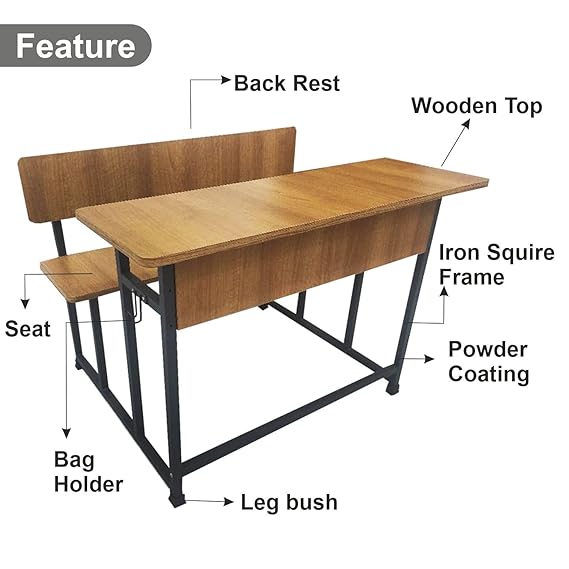 Feature
Back Rest
Wooden Top
Iron Squire
Frame
Seat
Powder
Coating
Bag
Holder
Leg bush